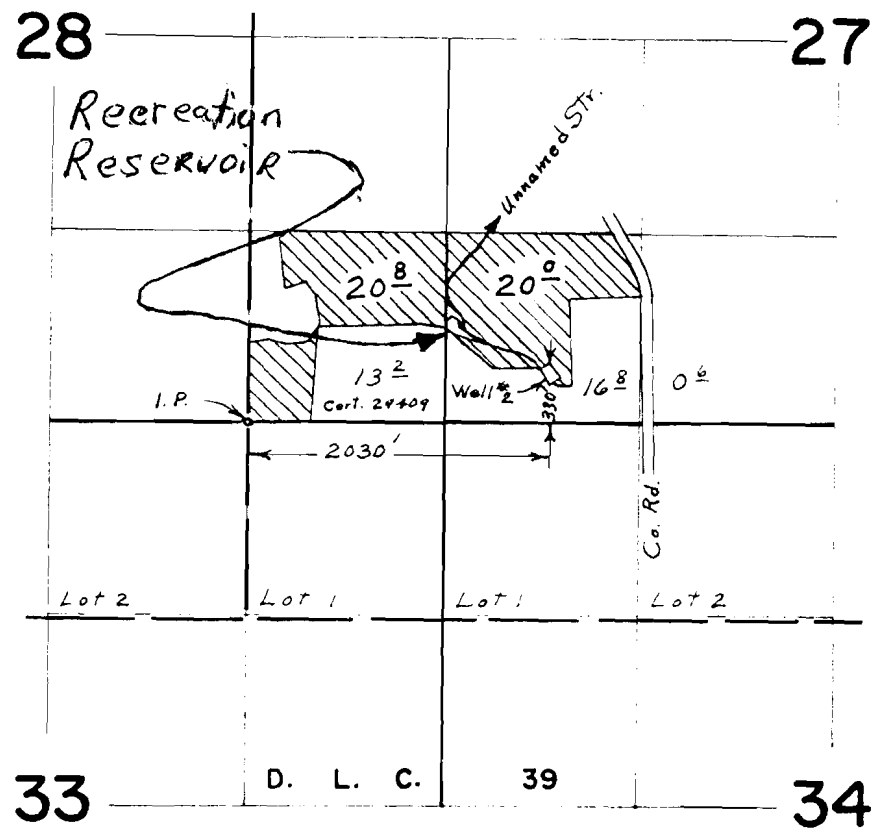 28
27
Recreation
Reservoir
Unnamed Str.
20 8
20 0
13 2
Cert. 24409
Well #2
16 8
0 6
330'
I.P.
2030'
Co. Rd.
Lot 2
Lot 1
Lot 1
Lot 2
D. L. C. 39
33
34